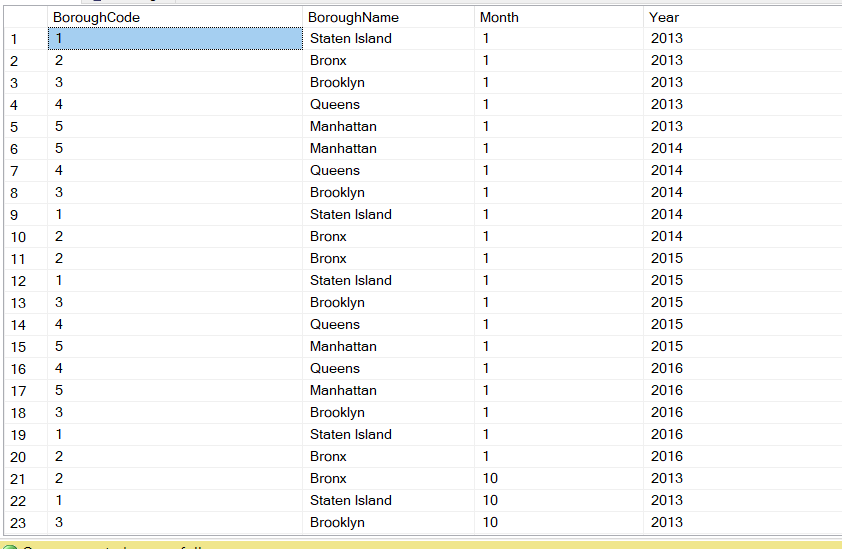 BoroughCode BoroughName Month Year
1 1 Staten Island 1 2013
2 2 Bronx 1 2013
3 3 Brooklyn 1 2013
4 4 Queens 1 2013
5 5 Manhattan 1 2013
6 5 Manhattan 1 2014
7 4 Queens 1 2014
8 3 Brooklyn 1 2014
9 1 Staten Island 1 2014
10 2 Bronx 1 2014
11 2 Bronx 1 2015
12 1 Staten Island 1 2015
13 3 Brooklyn 1 2015
14 4 Queens 1 2015
15 5 Manhattan 1 2015
16 4 Queens 1 2016
17 5 Manhattan 1 2016
18 3 Brooklyn 1 2016
19 1 Staten Island 1 2016
20 2 Bronx 1 2016
21 2 Bronx 10 2013
22 1 Staten Island 10 2013
23 3 Brooklyn 10 2013